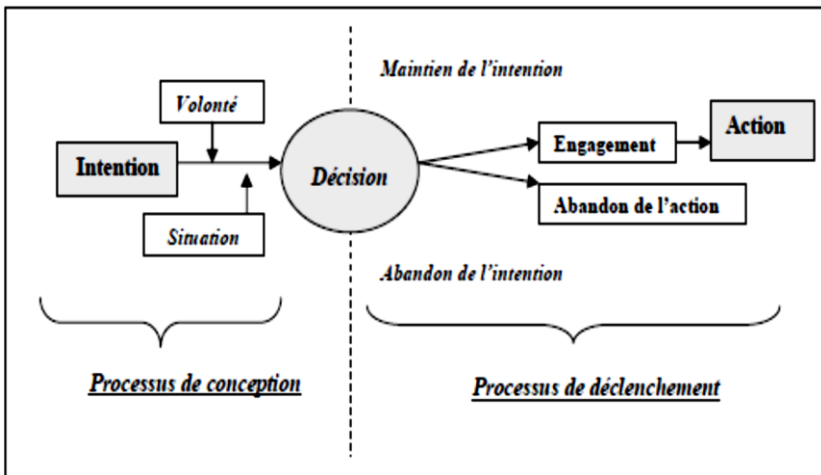 Maintien de l'intention
Volonté
Intention
Situation
Décision
Engagement
Action
Abandon de l'action
Abandon de l'intention
Processus de conception
Processus de déclenchement